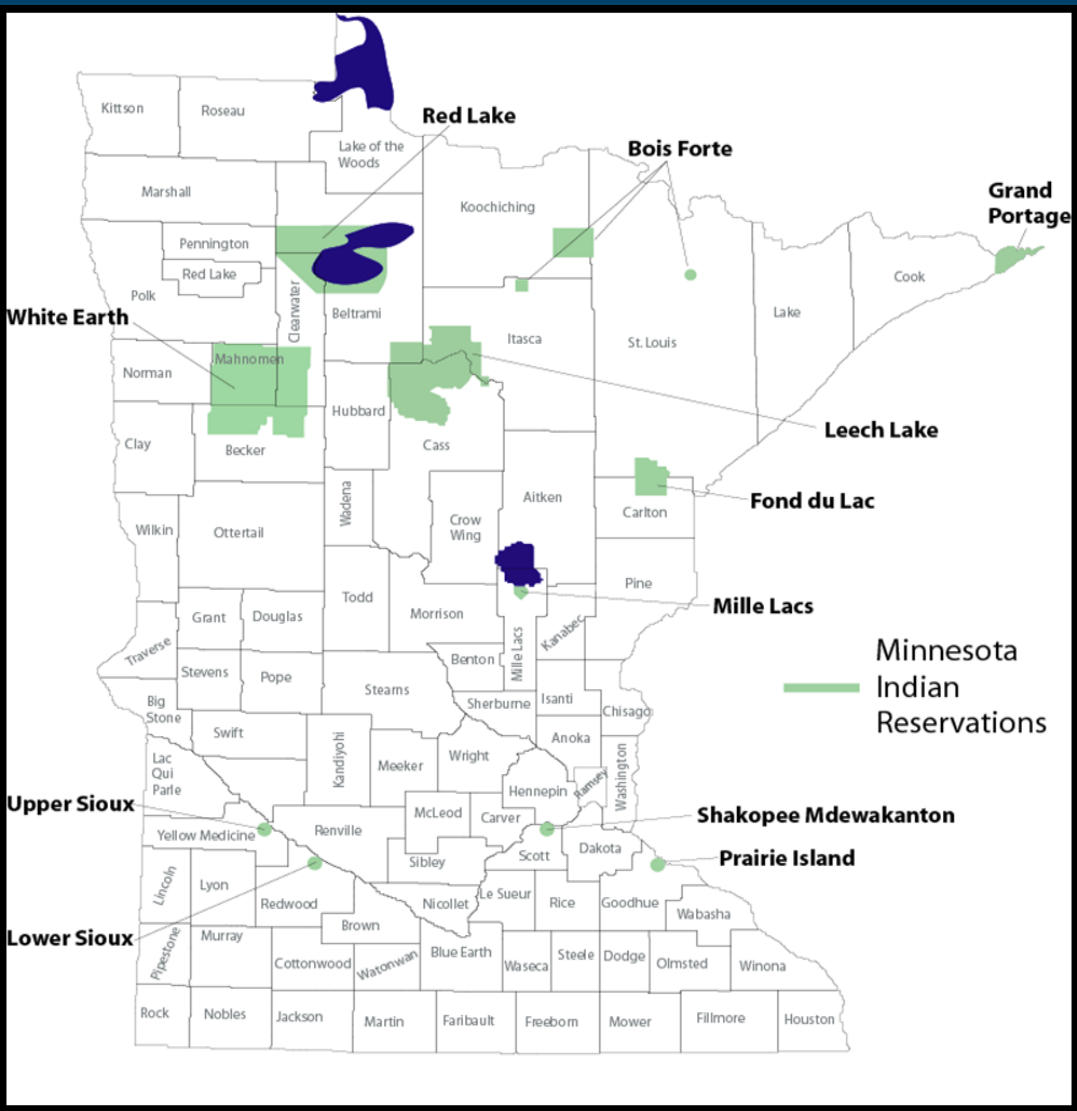 Kittson
Roseau
Red Lake
Lake of the
Woods
Bois Forte
Marshall
Koochiching
Grand
Portage
Pennington
Red Lake
Polk
Clearwater
Beltrami
Cook
Lake
White Earth
Itasca
St. Louis
Mahnomen
Norman
Hubbard
Leech Lake
Clay
Becker
Cass
Aitken
Fond du Lac
Carlton
Wadena
Crow
Wing
Wilkin
Ottertail
Pine
Todd
Mille Lacs
Morrison
Grant
Douglas
Kanabec
Mille Lacs
Traverse
Benton
Stevens
Pope
Stearns
Sherburne
Isanti
Chisago
Minnesota
Indian
Reservations
Big
Stone
Swift
Anoka
Lac
Qui
Parle
Kandiyohi
Meeker
Wright
Washington
Ramsey
Hennepin
Upper Sioux
McLeod
Carver
Shakopee Mdewakanton
Yellow Medicine
Renville
Sibley
Scott
Dakota
Prairie Island
Lincoln
Lyon
Redwood
Nicollet
Le Sueur
Rice
Goodhue
Wabasha
Brown
Lower Sioux
Pipestone
Murray
Cottonwood
Watonwan
Blue Earth
Waseca
Steele
Dodge
Olmsted
Winona
Rock
Nobles
Jackson
Martin
Faribault
Freeborn
Mower
Fillmore
Houston